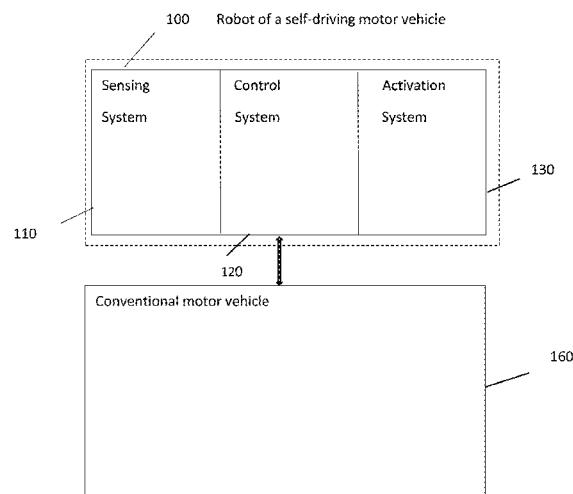 100 Robot of a self-driving motor vehicle
Sensing
System
Control
System
Activation
System
130
110
120
Conventional motor vehicle
160